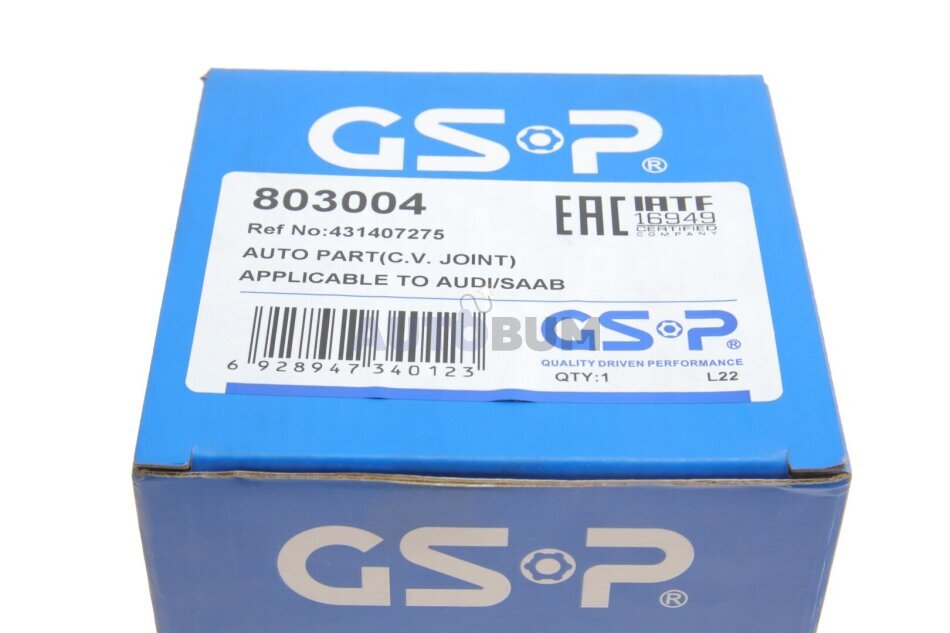 GSP®
803004
Ref No:431407275
AUTO PART(C.V. JOINT)
APPLICABLE TO AUDI/SAAB
EAC
IATF
16949
CERTIFIED
COMPANY
AUTOBUM
6 928947 340123
GSP®
QUALITY DRIVEN PERFORMANCE
QTY:1 L22
GSP®